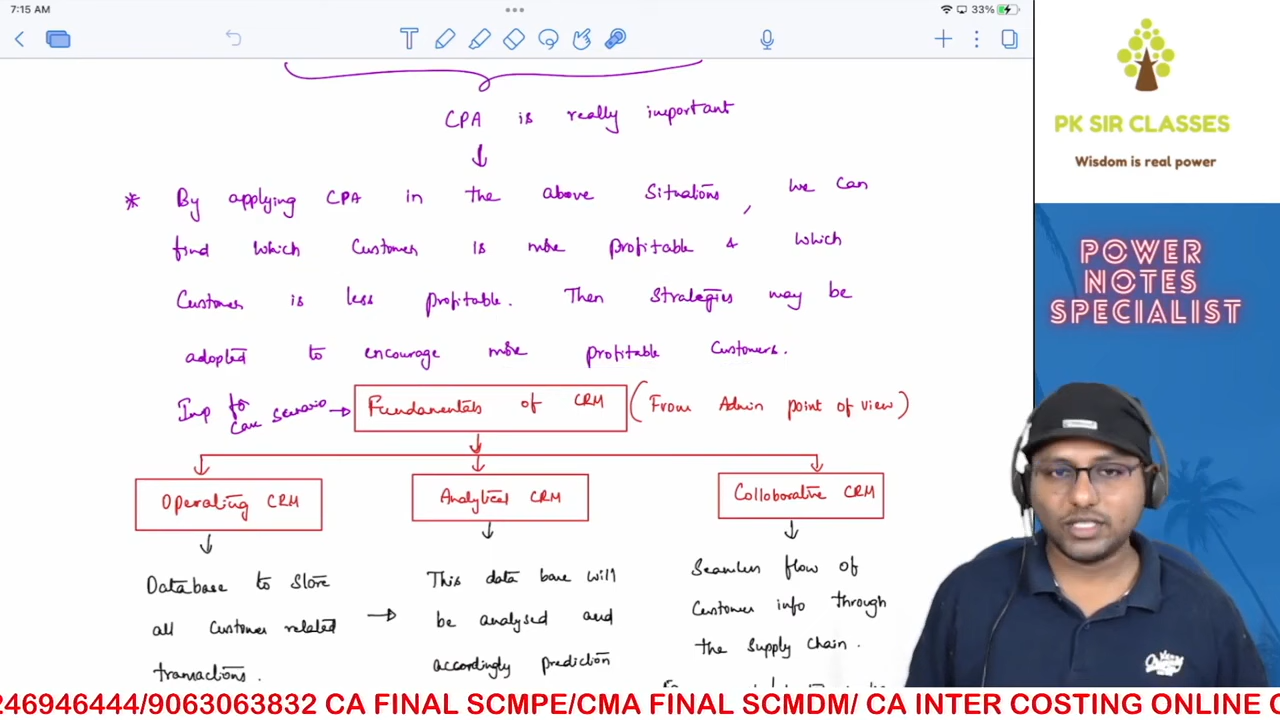 7:15 AM
33%
CPA is really important
* By applying CPA in the above Situations, we can
find which Customer is more profitable & which
Customer is less profitable. Then Strategies may be
adopted to encourage more profitable Customers.
Imp for case scenario → Fundamentals of CRM (From Admin point of view)
Operating CRM
Analytical CRM
Colloborative CRM
Database to Store
all Customer related
transactions.
This data base will
be analysed and
accordingly prediction
Seamless flow of
Customer info through
the Supply Chain.
PK SIR CLASSES
Wisdom is real power
POWER
NOTES
SPECIALIST
246946444/9063063832 CA FINAL SCMPE/CMA FINAL SCMDM/ CA INTER COSTING ONLINE